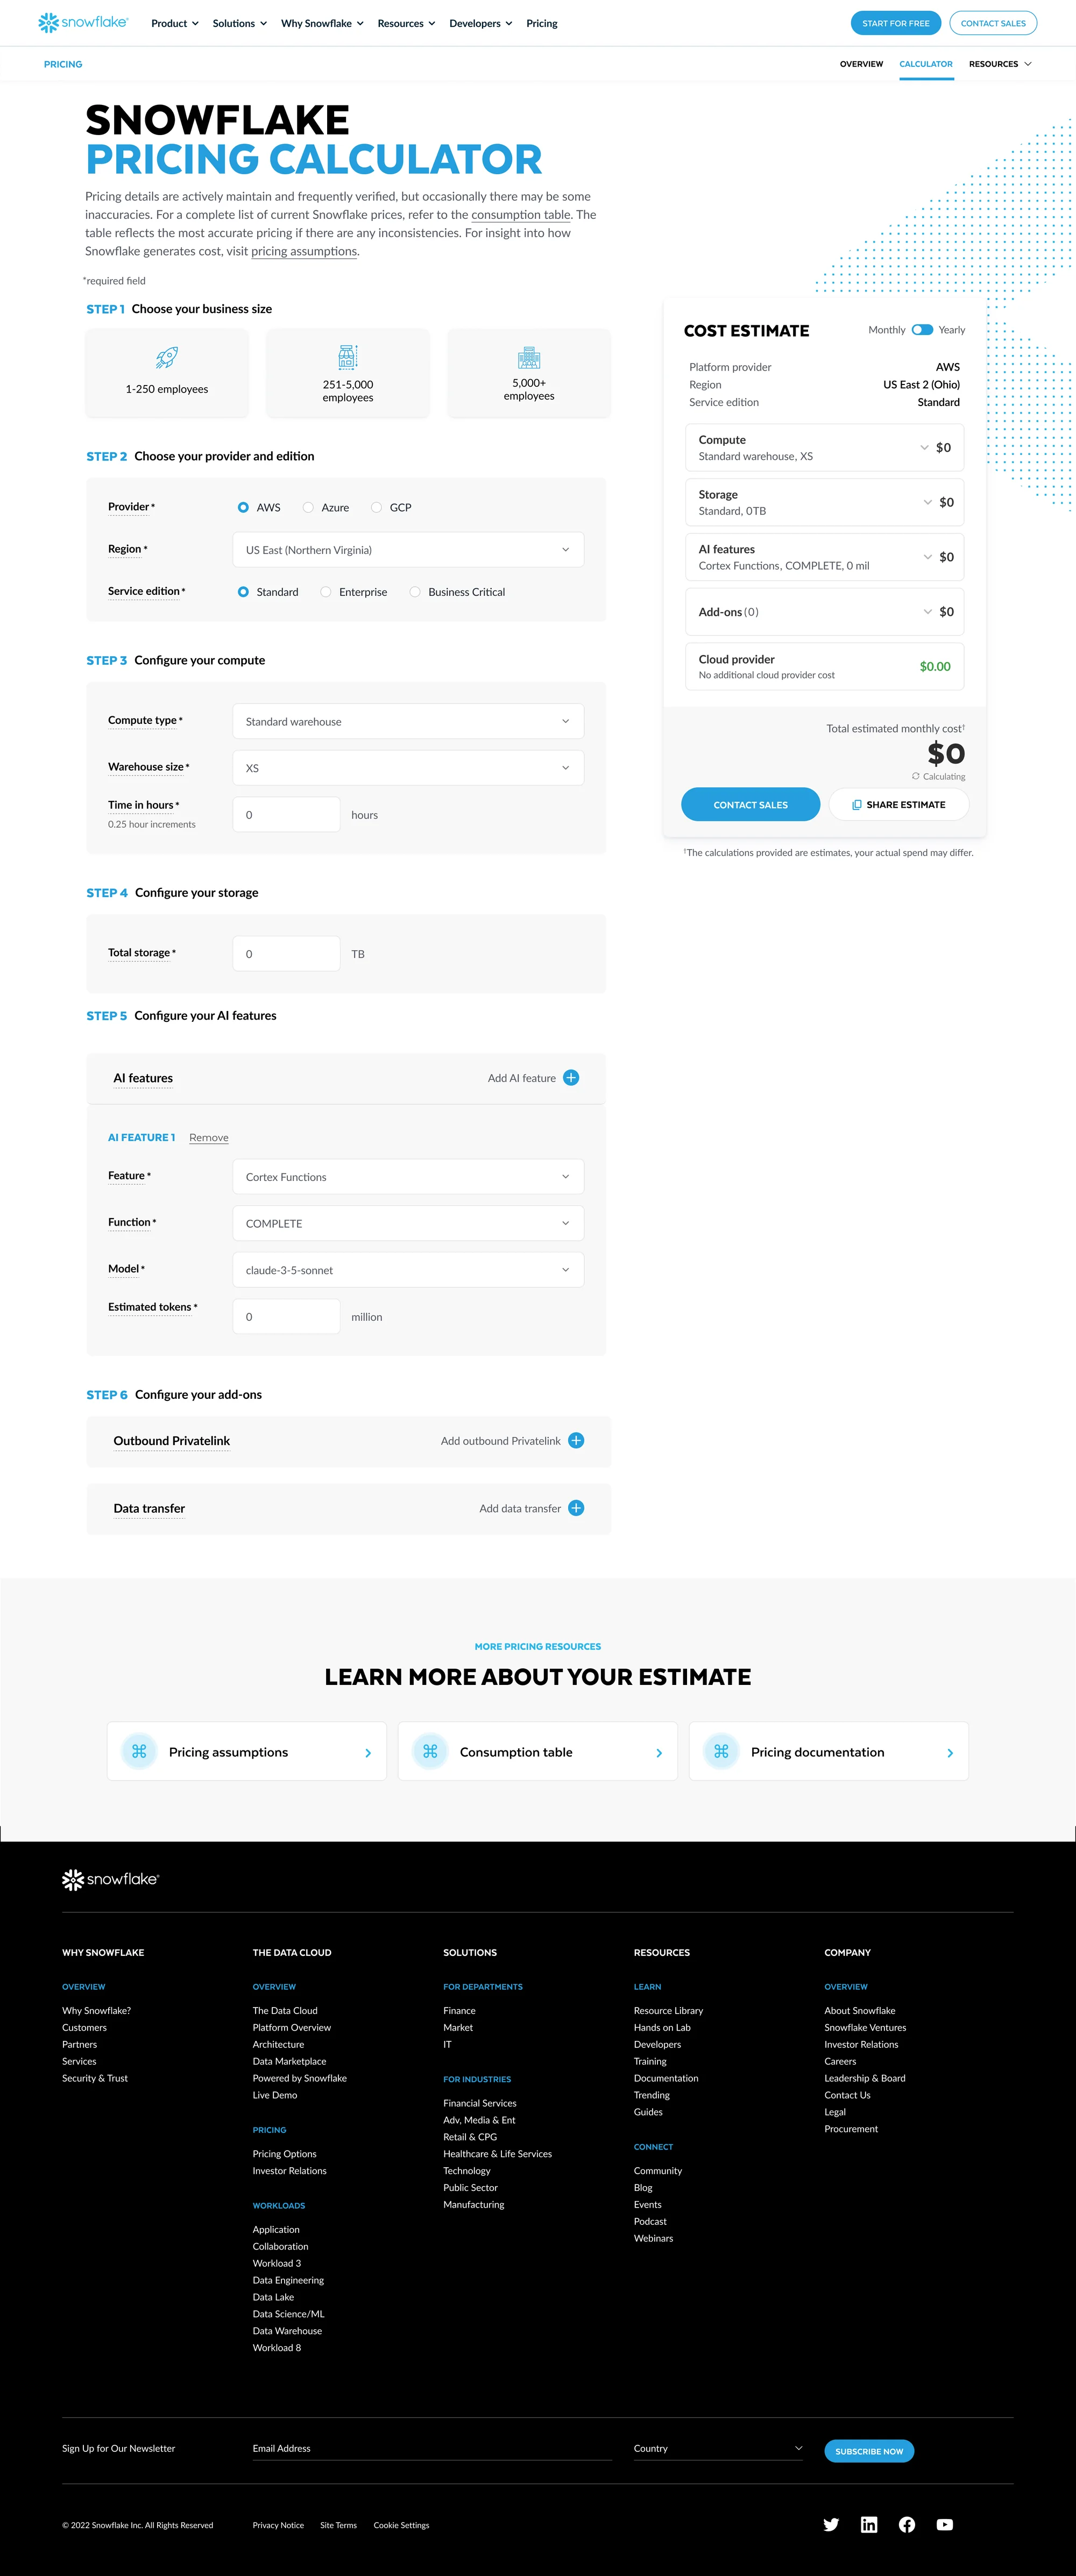 snowflake®
Product
Solutions
Why Snowflake
Resources
Developers
Pricing
START FOR FREE
CONTACT SALES
PRICING
OVERVIEW
CALCULATOR
RESOURCES
SNOWFLAKE
PRICING CALCULATOR
Pricing details are actively maintain and frequently verified, but occasionally there may be some
inaccuracies. For a complete list of current Snowflake prices, refer to the consumption table. The
table reflects the most accurate pricing if there are any inconsistencies. For insight into how
Snowflake generates cost, visit pricing assumptions.
*required field
STEP 1 Choose your business size
1-250 employees
251-5,000
employees
5,000+
employees
STEP 2 Choose your provider and edition
Provider *
AWS
Azure
GCP
Region *
US East (Northern Virginia)
Service edition *
Standard
Enterprise
Business Critical
STEP 3 Configure your compute
Compute type *
Standard warehouse
Warehouse size *
XS
Time in hours *
0.25 hour increments
0
hours
STEP 4 Configure your storage
Total storage *
0
TB
STEP 5 Configure your AI features
AI features
Add AI feature
AI FEATURE 1
Remove
Feature *
Cortex Functions
Function *
COMPLETE
Model *
claude-3-5-sonnet
Estimated tokens *
0
million
STEP 6 Configure your add-ons
Outbound Privatelink
Add outbound Privatelink
Data transfer
Add data transfer
COST ESTIMATE
Monthly
Yearly
Platform provider
AWS
Region
US East 2 (Ohio)
Service edition
Standard
Compute
Standard warehouse, XS
$0
Storage
Standard, 0TB
$0
AI features
Cortex Functions, COMPLETE, 0 mil
$0
Add-ons (0)
$0
Cloud provider
No additional cloud provider cost
$0.00
Total estimated monthly cost†
$0
Calculating
CONTACT SALES
SHARE ESTIMATE
†The calculations provided are estimates, your actual spend may differ.
MORE PRICING RESOURCES
LEARN MORE ABOUT YOUR ESTIMATE
Pricing assumptions
Consumption table
Pricing documentation
snowflake®
WHY SNOWFLAKE
OVERVIEW
Why Snowflake?
Customers
Partners
Services
Security & Trust
THE DATA CLOUD
OVERVIEW
The Data Cloud
Platform Overview
Architecture
Data Marketplace
Powered by Snowflake
Live Demo
PRICING
Pricing Options
Investor Relations
WORKLOADS
Application
Collaboration
Workload 3
Data Engineering
Data Lake
Data Science/ML
Data Warehouse
Workload 8
SOLUTIONS
FOR DEPARTMENTS
Finance
Market
IT
FOR INDUSTRIES
Financial Services
Adv, Media & Ent
Retail & CPG
Healthcare & Life Services
Technology
Public Sector
Manufacturing
RESOURCES
LEARN
Resource Library
Hands on Lab
Developers
Training
Documentation
Trending
Guides
CONNECT
Community
Blog
Events
Podcast
Webinars
COMPANY
OVERVIEW
About Snowflake
Snowflake Ventures
Investor Relations
Careers
Leadership & Board
Contact Us
Legal
Procurement
Sign Up for Our Newsletter
Email Address
Country
SUBSCRIBE NOW
© 2022 Snowflake Inc. All Rights Reserved
Privacy Notice
Site Terms
Cookie Settings